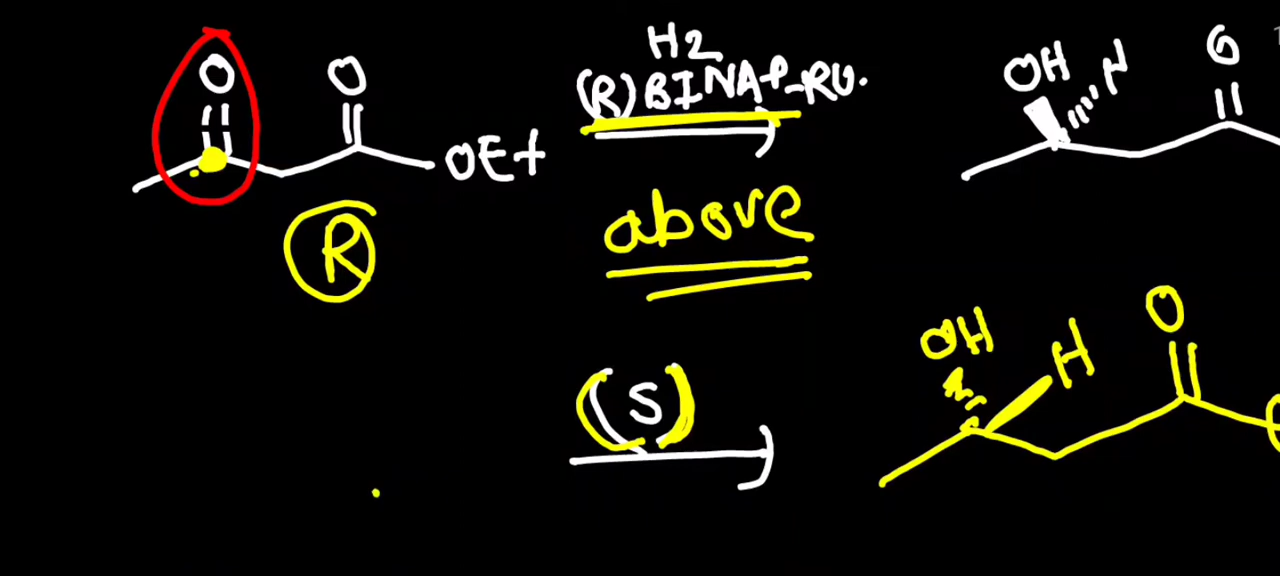 O O
OEt
H2
(R)BINAP-RU.
OH H O
R
above
(S)
OH H O